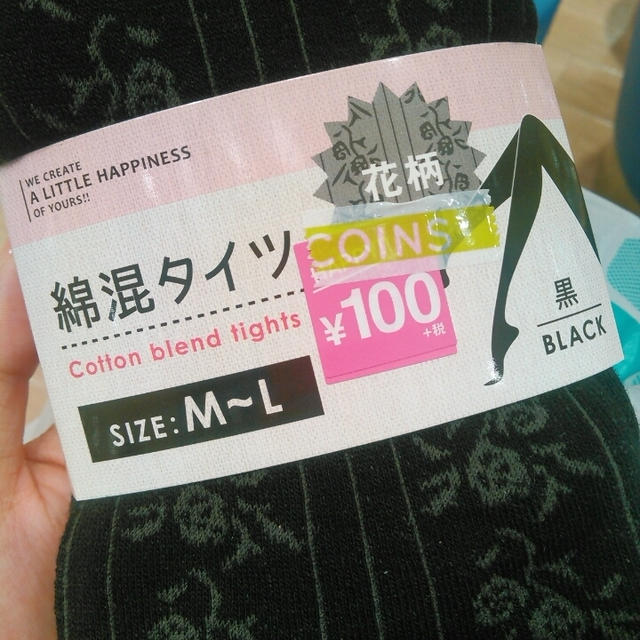 WE CREATE
A LITTLE HAPPINESS
OF YOURS!!
花柄
COINS
綿混タイツ
¥100
+税
Cotton blend tights
SIZE: M~L
黒
BLACK